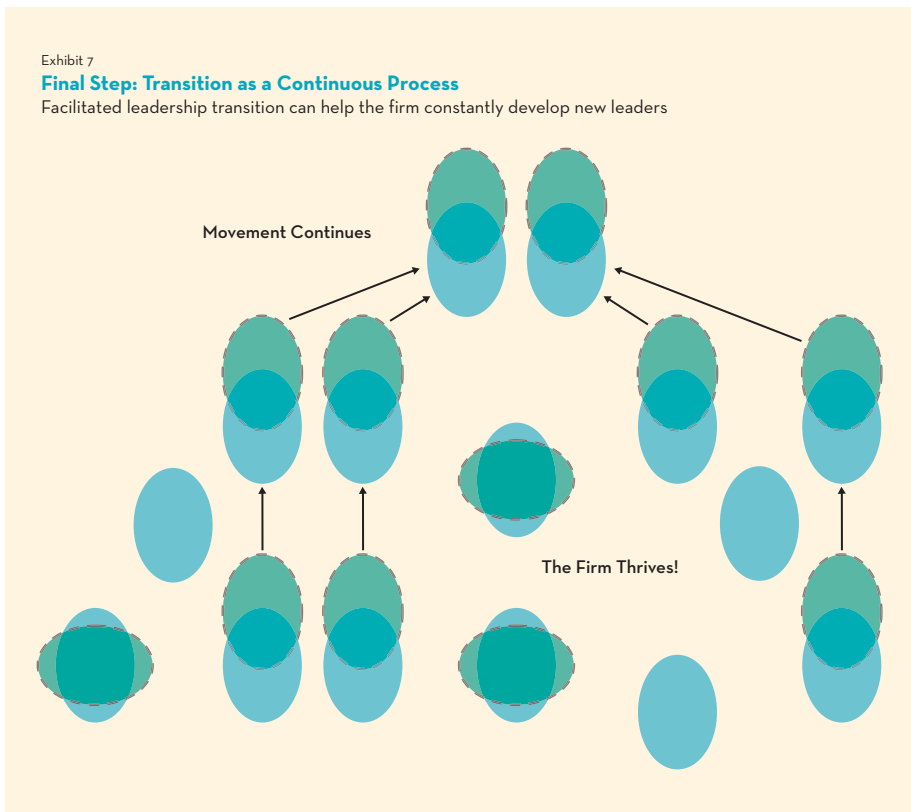 Exhibit 7
Final Step: Transition as a Continuous Process
Facilitated leadership transition can help the firm constantly develop new leaders
Movement Continues
The Firm Thrives!